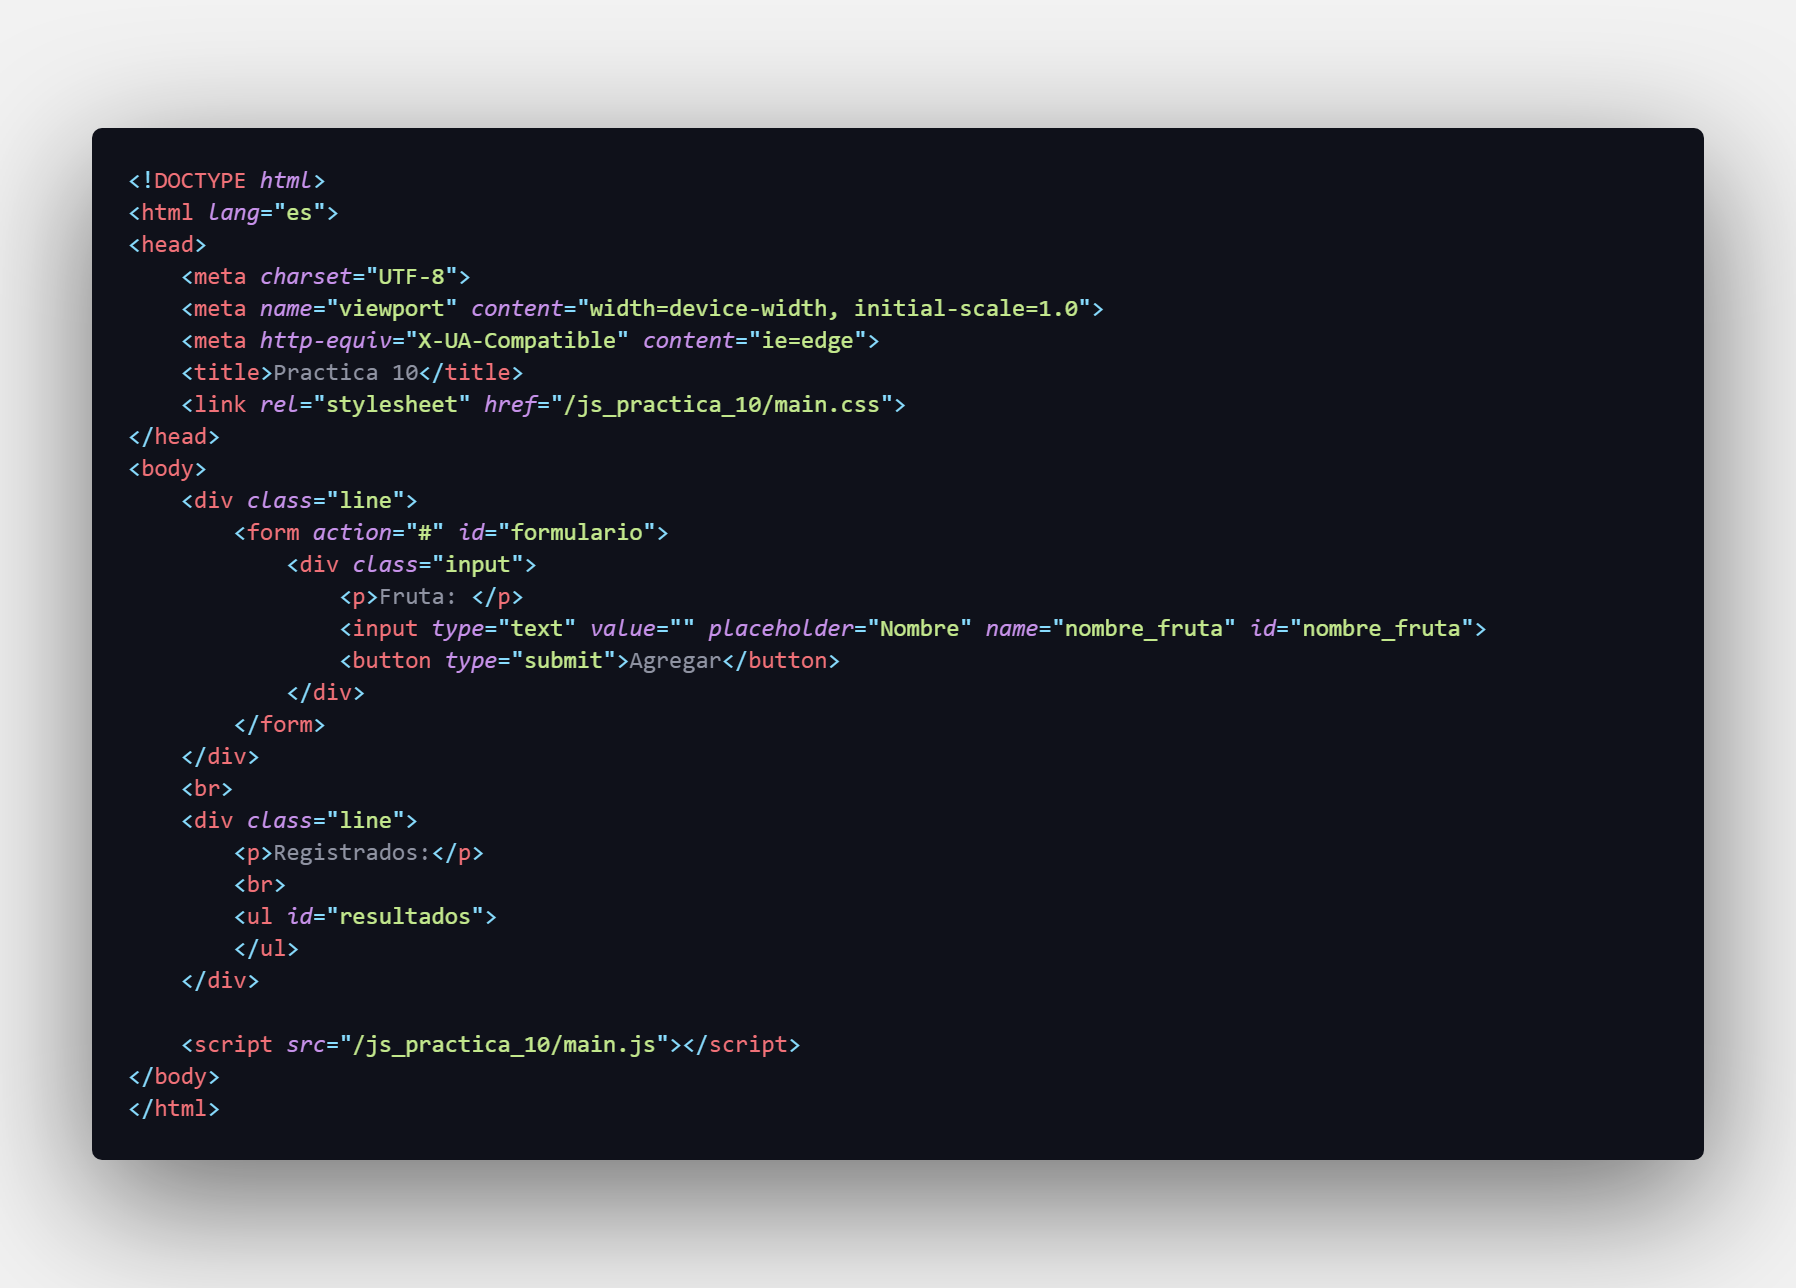 <!DOCTYPE html>
<html lang="es">
<head>
    <meta charset="UTF-8">
    <meta name="viewport" content="width=device-width, initial-scale=1.0">
    <meta http-equiv="X-UA-Compatible" content="ie=edge">
    <title>Practica 10</title>
    <link rel="stylesheet" href="/js_practica_10/main.css">
</head>
<body>
    <div class="line">
        <form action="#" id="formulario">
            <div class="input">
                <p>Fruta: </p>
                <input type="text" value="" placeholder="Nombre" name="nombre_fruta" id="nombre_fruta">
                <button type="submit">Agregar</button>
            </div>
        </form>
    </div>
    <br>
    <div class="line">
        <p>Registrados:</p>
        <br>
        <ul id="resultados">
        </ul>
    </div>

    <script src="/js_practica_10/main.js"></script>
</body>
</html>